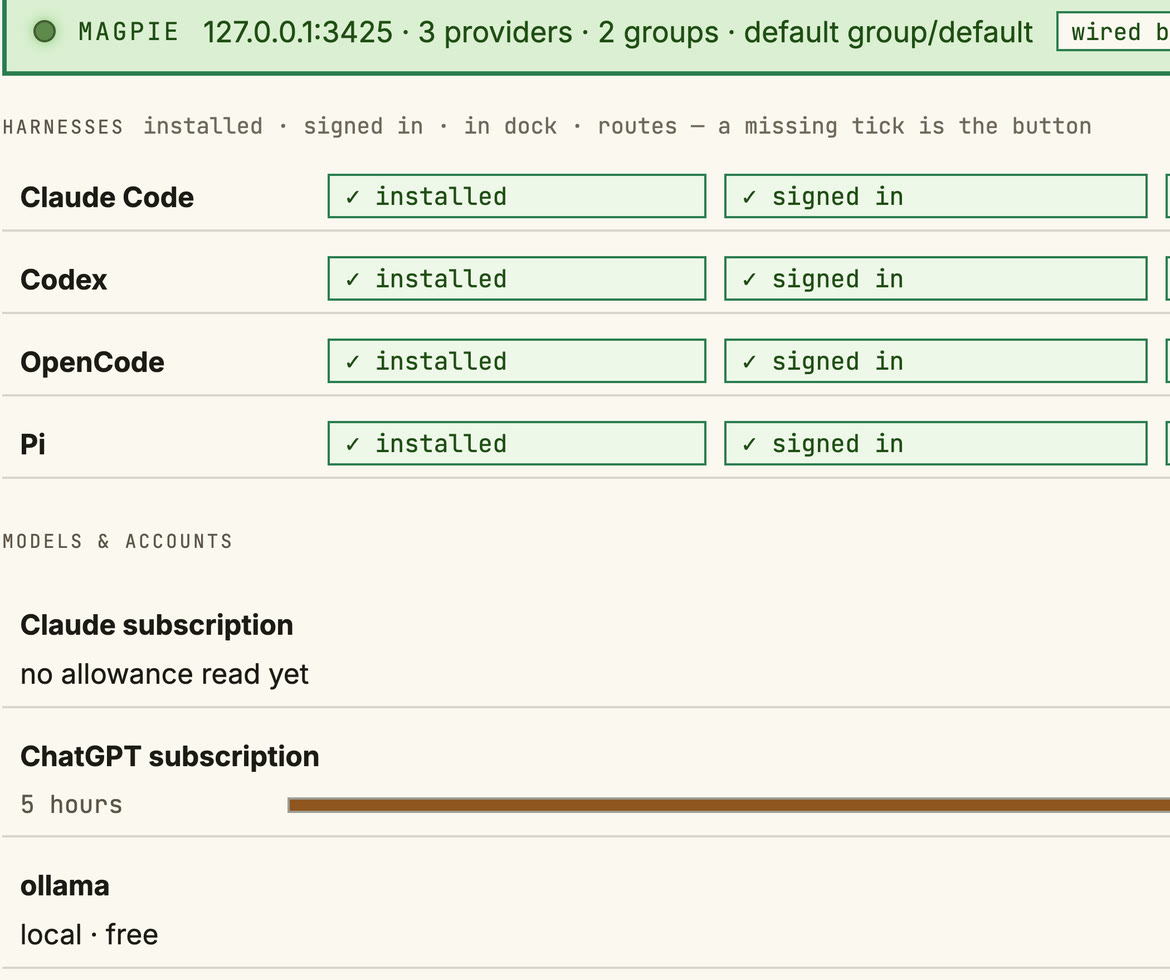 MAGPIE 127.0.0.1:3425 · 3 providers · 2 groups · default group/default wired b
HARNESSES installed · signed in · in dock · routes — a missing tick is the button
Claude Code ✓ installed ✓ signed in
Codex ✓ installed ✓ signed in
OpenCode ✓ installed ✓ signed in
Pi ✓ installed ✓ signed in
MODELS & ACCOUNTS
Claude subscription
no allowance read yet
ChatGPT subscription
5 hours
ollama
local · free